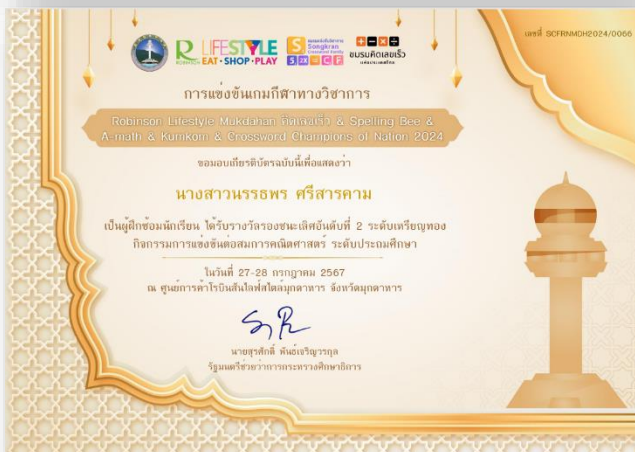 เลขที่ SCFRNMDH2024/0066
R LIFESTYLE
ROBINSON EAT · SHOP · PLAY
Songkran
ชมรมคิดเลขเร็ว
การแข่งขันเกมกีฬาทางวิชาการ
Robinson Lifestyle Mukdahan คิดเลขเร็ว & Spelling Bee &
A-math & Kumkom & Crossword Champions of Nation 2024
ขอมอบเกียรติบัตรฉบับนี้เพื่อแสดงว่า
นางสาวนรรธพร ศรีสารคาม
เป็นผู้ฝึกซ้อมนักเรียน ได้รับรางวัลรองชนะเลิศอันดับที่ 2 ระดับเหรียญทอง
กิจกรรมการแข่งขันต่อสมการคณิตศาสตร์ ระดับประถมศึกษา
ในวันที่ 27-28 กรกฎาคม 2567
ณ ศูนย์การค้าโรบินสันไลฟ์สไตล์มุกดาหาร จังหวัดมุกดาหาร
นายสุรศักดิ์ พันธ์เจริญวรกุล
รัฐมนตรีช่วยว่าการกระทรวงศึกษาธิการ